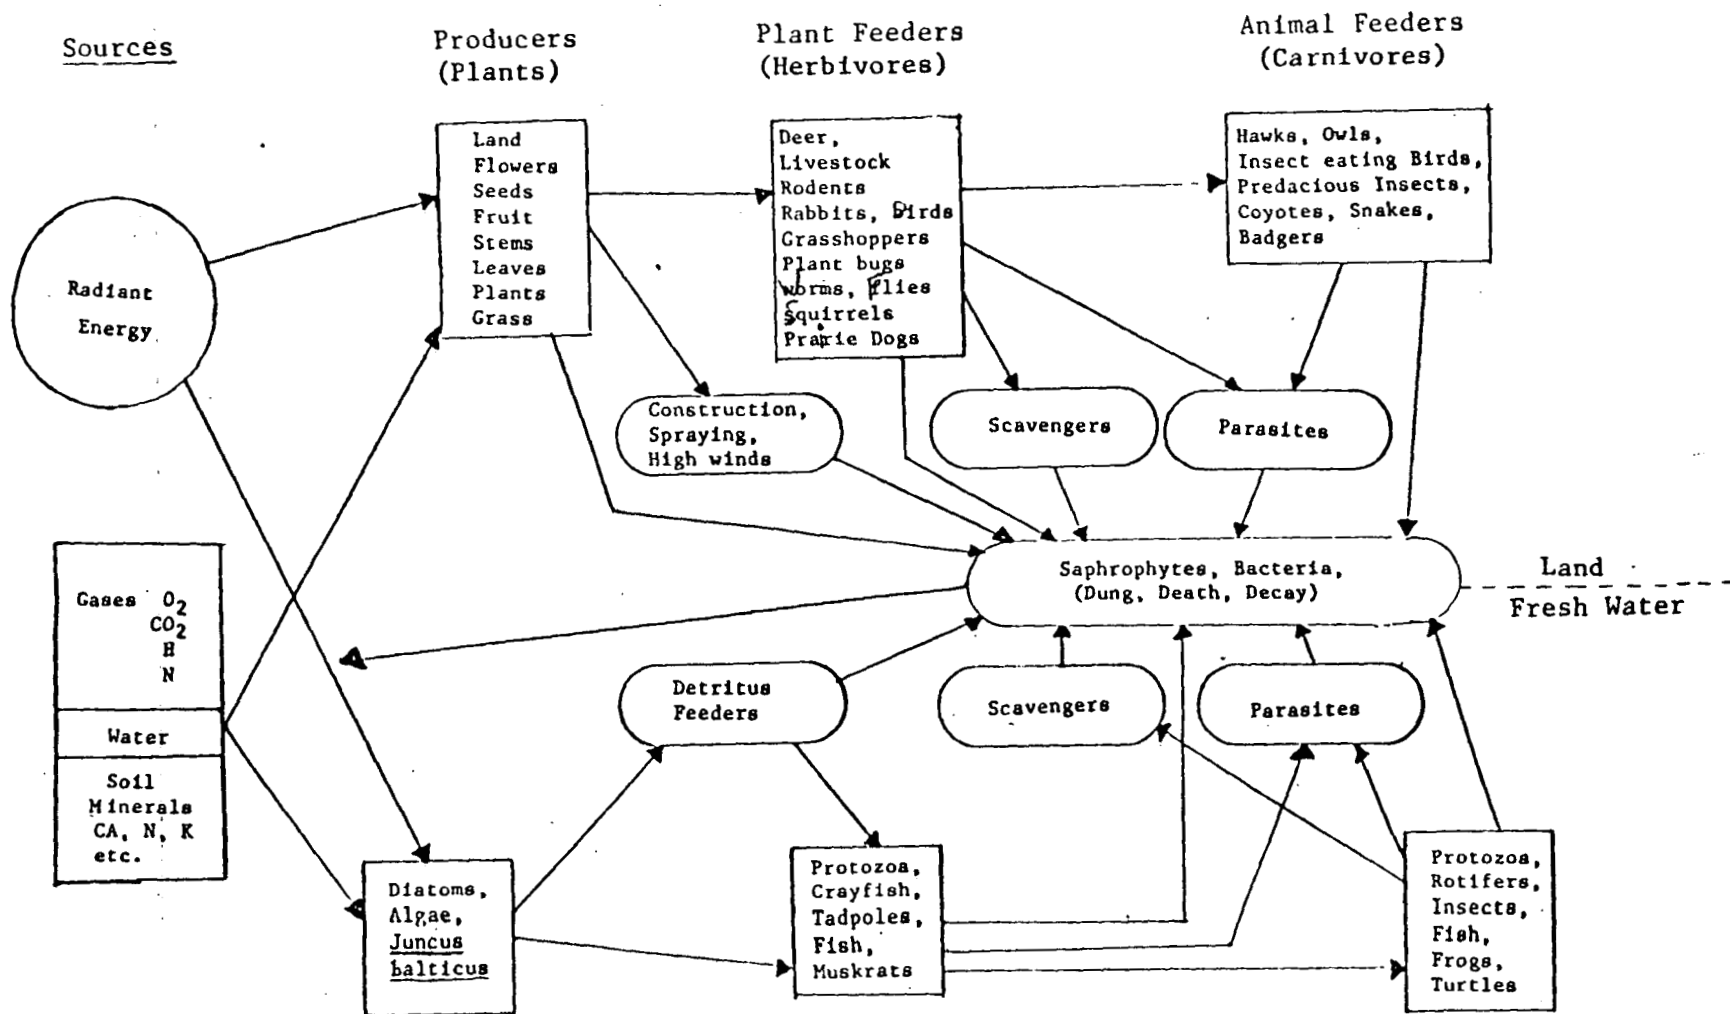 Sources
Producers
(Plants)
Plant Feeders
(Herbivores)
Animal Feeders
(Carnivores)
Radiant
Energy
Land
Flowers
Seeds
Fruit
Stems
Leaves
Plants
Grass
Deer,
Livestock
Rodents
Rabbits, Birds
Grasshoppers
Plant bugs
Worms, Flies
Squirrels
Prairie Dogs
Hawks, Owls,
Insect eating Birds,
Predacious Insects,
Coyotes, Snakes,
Badgers
Construction,
Spraying,
High winds
Scavengers
Parasites
Saphrophytes, Bacteria,
(Dung, Death, Decay)
Land
Fresh Water
Gases O2
CO2
H
N
Water
Soil
Minerals
CA, N, K
etc.
Detritus
Feeders
Scavengers
Parasites
Diatoms,
Algae,
Juncus
balticus
Protozoa,
Crayfish,
Tadpoles,
Fish,
Muskrats
Protozoa,
Rotifers,
Insects,
Fish,
Frogs,
Turtles